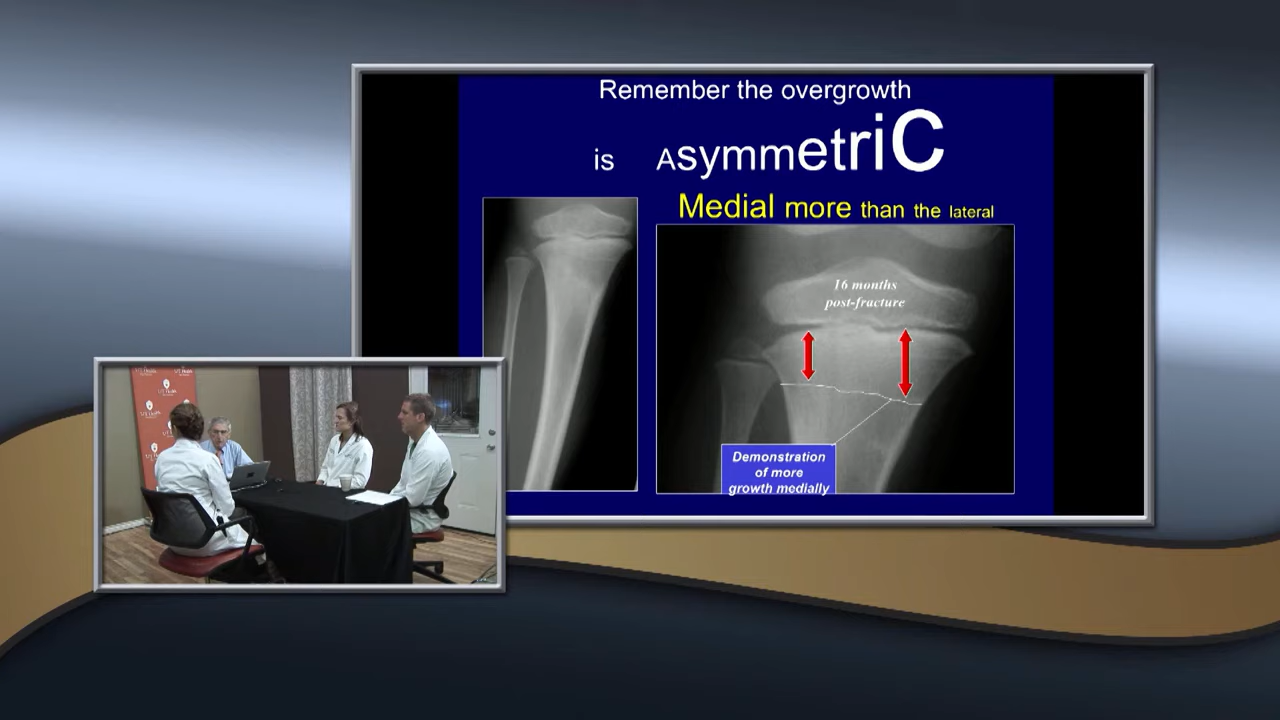 Remember the overgrowth
is Asymmetric
Medial more than the lateral
16 months
post-fracture
Demonstration
of more
growth medially